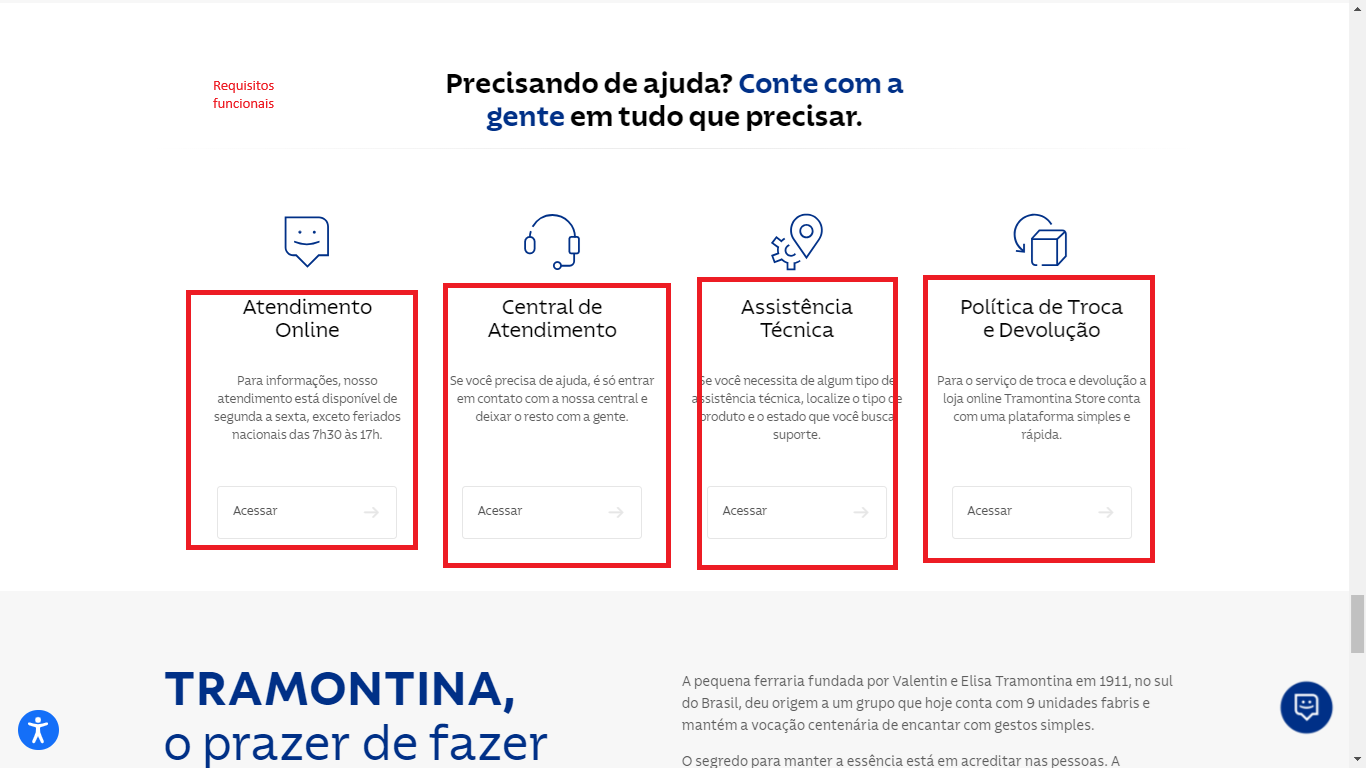 Requisitos
funcionais
Precisando de ajuda? Conte com a
gente em tudo que precisar.
Atendimento
Online
Para informações, nosso
atendimento está disponível de
segunda a sexta, exceto feriados
nacionais das 7h30 às 17h.
Acessar
Central de
Atendimento
Se você precisa de ajuda, é só entrar
em contato com a nossa central e
deixar o resto com a gente.
Acessar
Assistência
Técnica
Se você necessita de algum tipo de
assistência técnica, localize o tipo de
produto e o estado que você busca
suporte.
Acessar
Política de Troca
e Devolução
Para o serviço de troca e devolução a
loja online Tramontina Store conta
com uma plataforma simples e
rápida.
Acessar
TRAMONTINA,
o prazer de fazer
A pequena ferraria fundada por Valentin e Elisa Tramontina em 1911, no sul
do Brasil, deu origem a um grupo que hoje conta com 9 unidades fabris e
mantém a vocação centenária de encantar com gestos simples.
O segredo para manter a essência está em acreditar nas pessoas. A